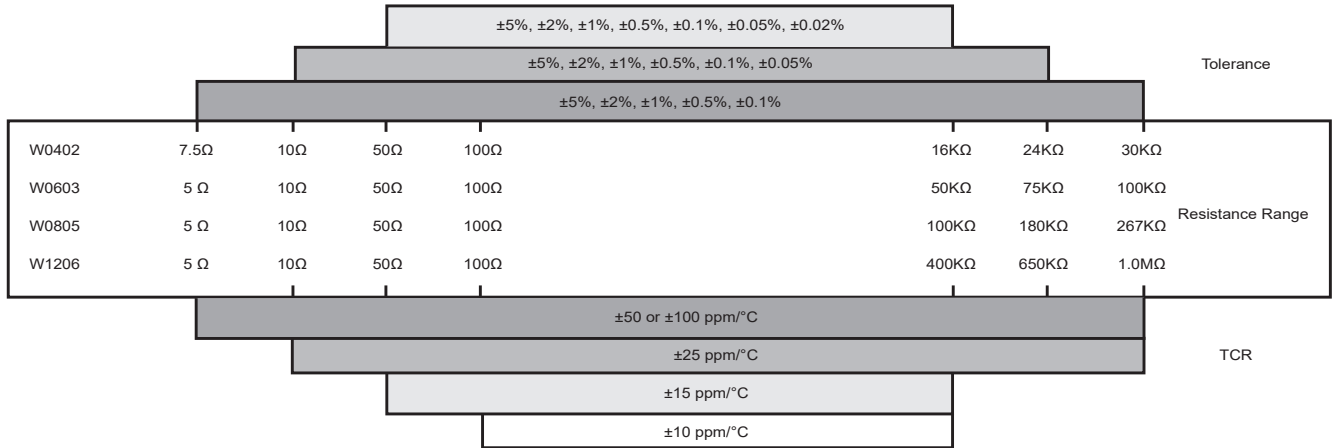 ±5%, ±2%, ±1%, ±0.5%, ±0.1%, ±0.05%, ±0.02%
±5%, ±2%, ±1%, ±0.5%, ±0.1%, ±0.05%
Tolerance
±5%, ±2%, ±1%, ±0.5%, ±0.1%
W0402 7.5Ω 10Ω 50Ω 100Ω 16KΩ 24KΩ 30KΩ
W0603 5 Ω 10Ω 50Ω 100Ω 50KΩ 75KΩ 100KΩ
Resistance Range
W0805 5 Ω 10Ω 50Ω 100Ω 100KΩ 180KΩ 267KΩ
W1206 5 Ω 10Ω 50Ω 100Ω 400KΩ 650KΩ 1.0MΩ
±50 or ±100 ppm/°C
±25 ppm/°C
TCR
±15 ppm/°C
±10 ppm/°C